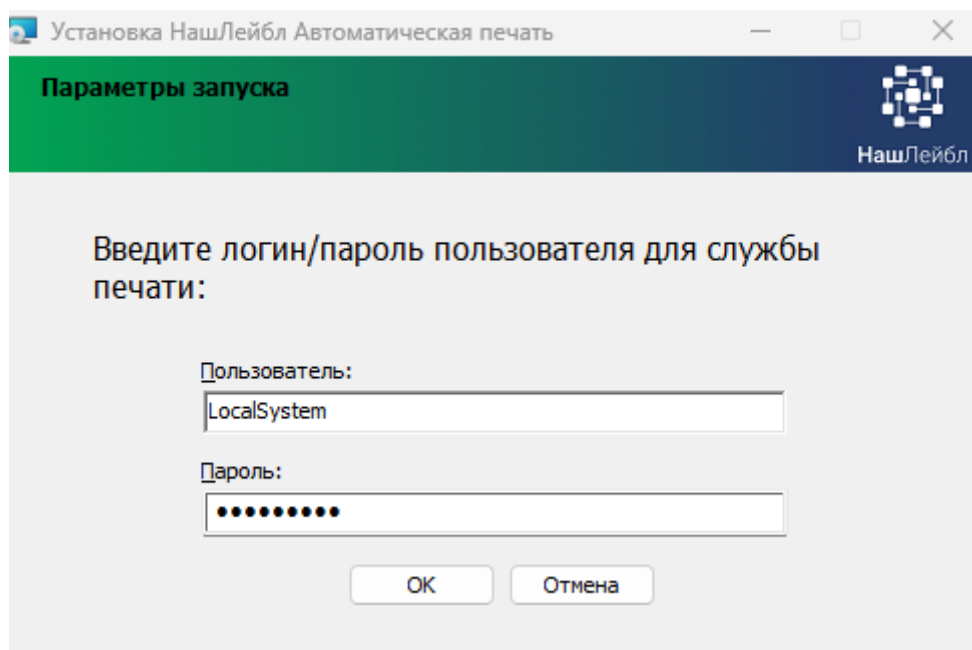 Установка НашЛейбл Автоматическая печать
Параметры запуска
НашЛейбл
Введите логин/пароль пользователя для службы
печати:
Пользователь:
LocalSystem
Пароль:
•••••••••
OK
Отмена